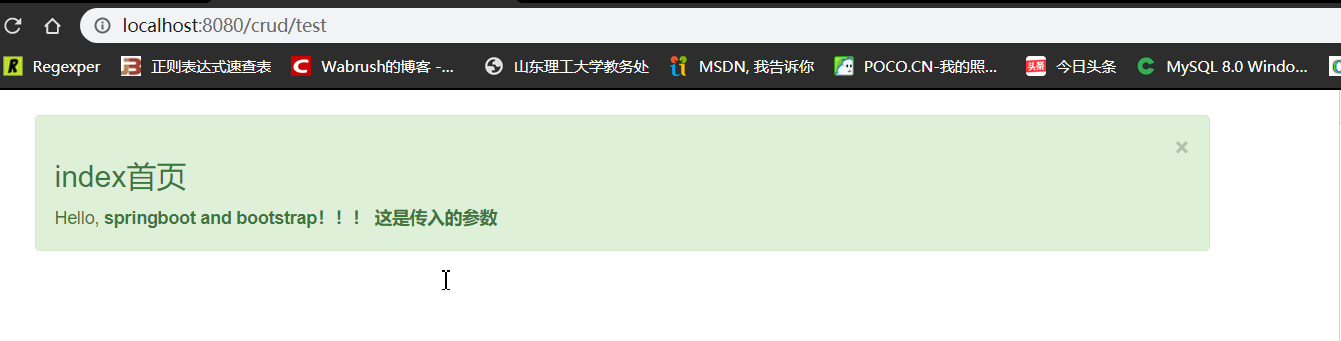 localhost:8080/crud/test
Regexper 正则表达式速查表 Wabrush的博客 -... 山东理工大学教务处 MSDN, 我告诉你 POCO.CN-我的照... 头条 今日头条 MySQL 8.0 Windo...
×
index首页
Hello, springboot and bootstrap！！！ 这是传入的参数